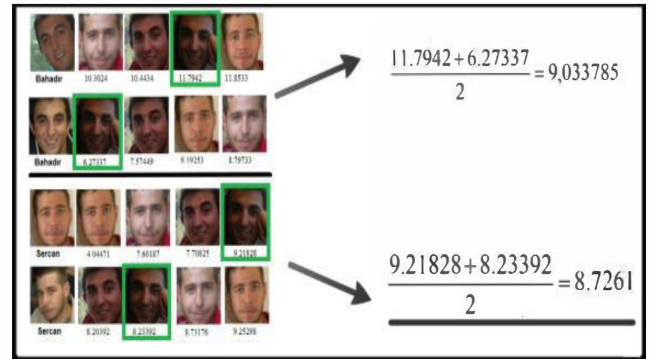 Bahadır 10.3024 10.4434 11.7942 11.8533
Bahadır 6.27337 7.57449 8.19253 8.79733
Sercan 4.04471 7.60187 7.70825 9.21828
Sercan 8.20392 8.23392 8.73176 9.25298
11.7942+6.27337
2
= 9,033785
9.21828+8.23392
2
= 8.7261